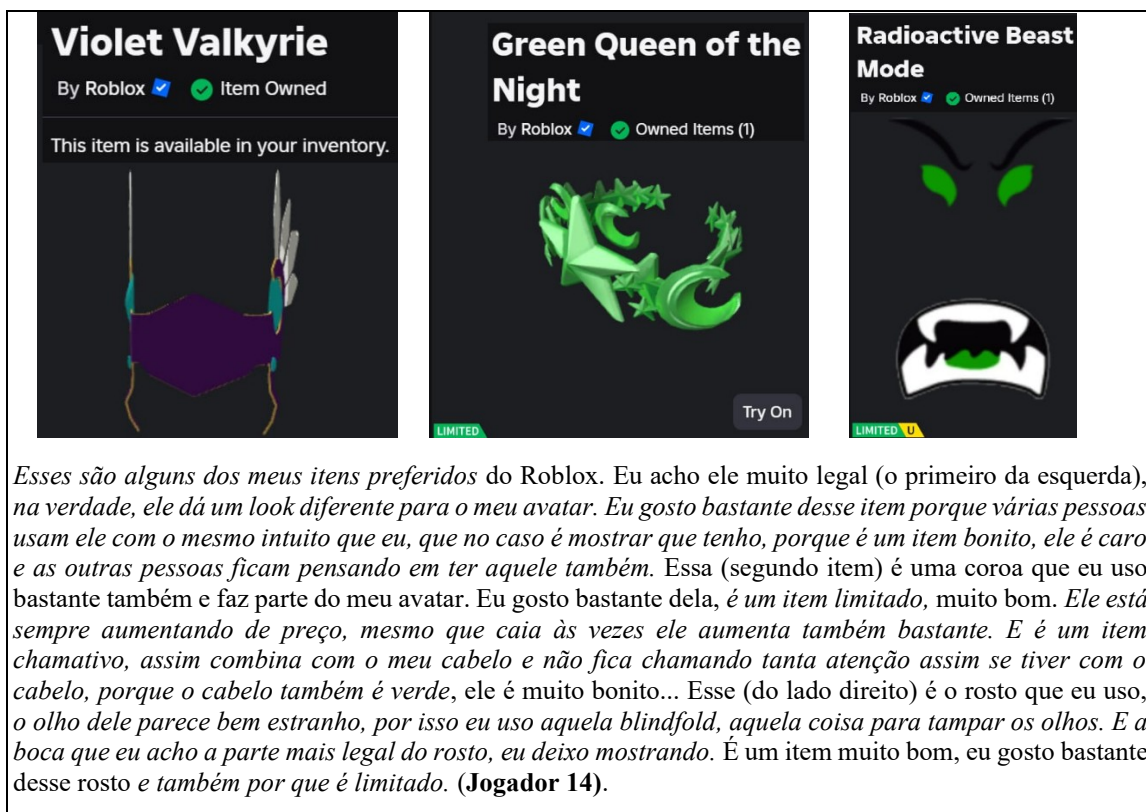 Violet Valkyrie
By Roblox Item Owned
This item is available in your inventory.
Green Queen of the
Night
By Roblox Owned Items (1)
Try On
LIMITED
Radioactive Beast
Mode
By Roblox Owned Items (1)
LIMITED U
Esses são alguns dos meus itens preferidos do Roblox. Eu acho ele muito legal (o primeiro da esquerda),
na verdade, ele dá um look diferente para o meu avatar. Eu gosto bastante desse item porque várias pessoas
usam ele com o mesmo intuito que eu, que no caso é mostrar que tenho, porque é um item bonito, ele é caro
e as outras pessoas ficam pensando em ter aquele também. Essa (segundo item) é uma coroa que eu uso
bastante também e faz parte do meu avatar. Eu gosto bastante dela, é um item limitado, muito bom. Ele está
sempre aumentando de preço, mesmo que caia às vezes ele aumenta também bastante. E é um item
chamativo, assim combina com o meu cabelo e não fica chamando tanta atenção assim se tiver com o
cabelo, porque o cabelo também é verde, ele é muito bonito... Esse (do lado direito) é o rosto que eu uso,
o olho dele parece bem estranho, por isso eu uso aquela blindfold, aquela coisa para tampar os olhos. E a
boca que eu acho a parte mais legal do rosto, eu deixo mostrando. É um item muito bom, eu gosto bastante
desse rosto e também por que é limitado. (Jogador 14).